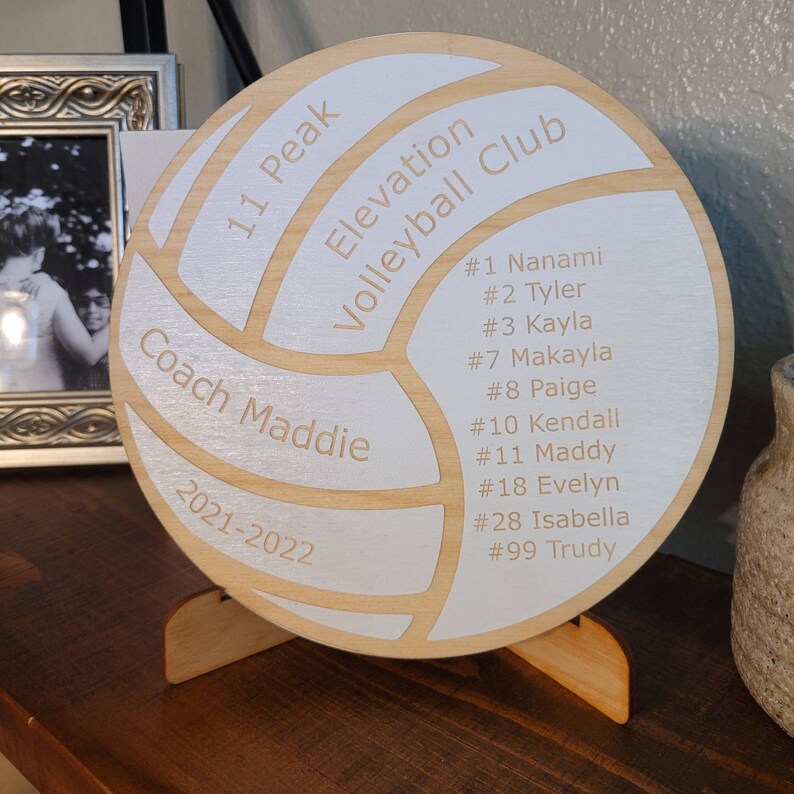 11 Peak
Elevation
Volleyball Club
Coach Maddie
2021-2022
#1 Nanami
#2 Tyler
#3 Kayla
#7 Makayla
#8 Paige
#10 Kendall
#11 Maddy
#18 Evelyn
#28 Isabella
#99 Trudy